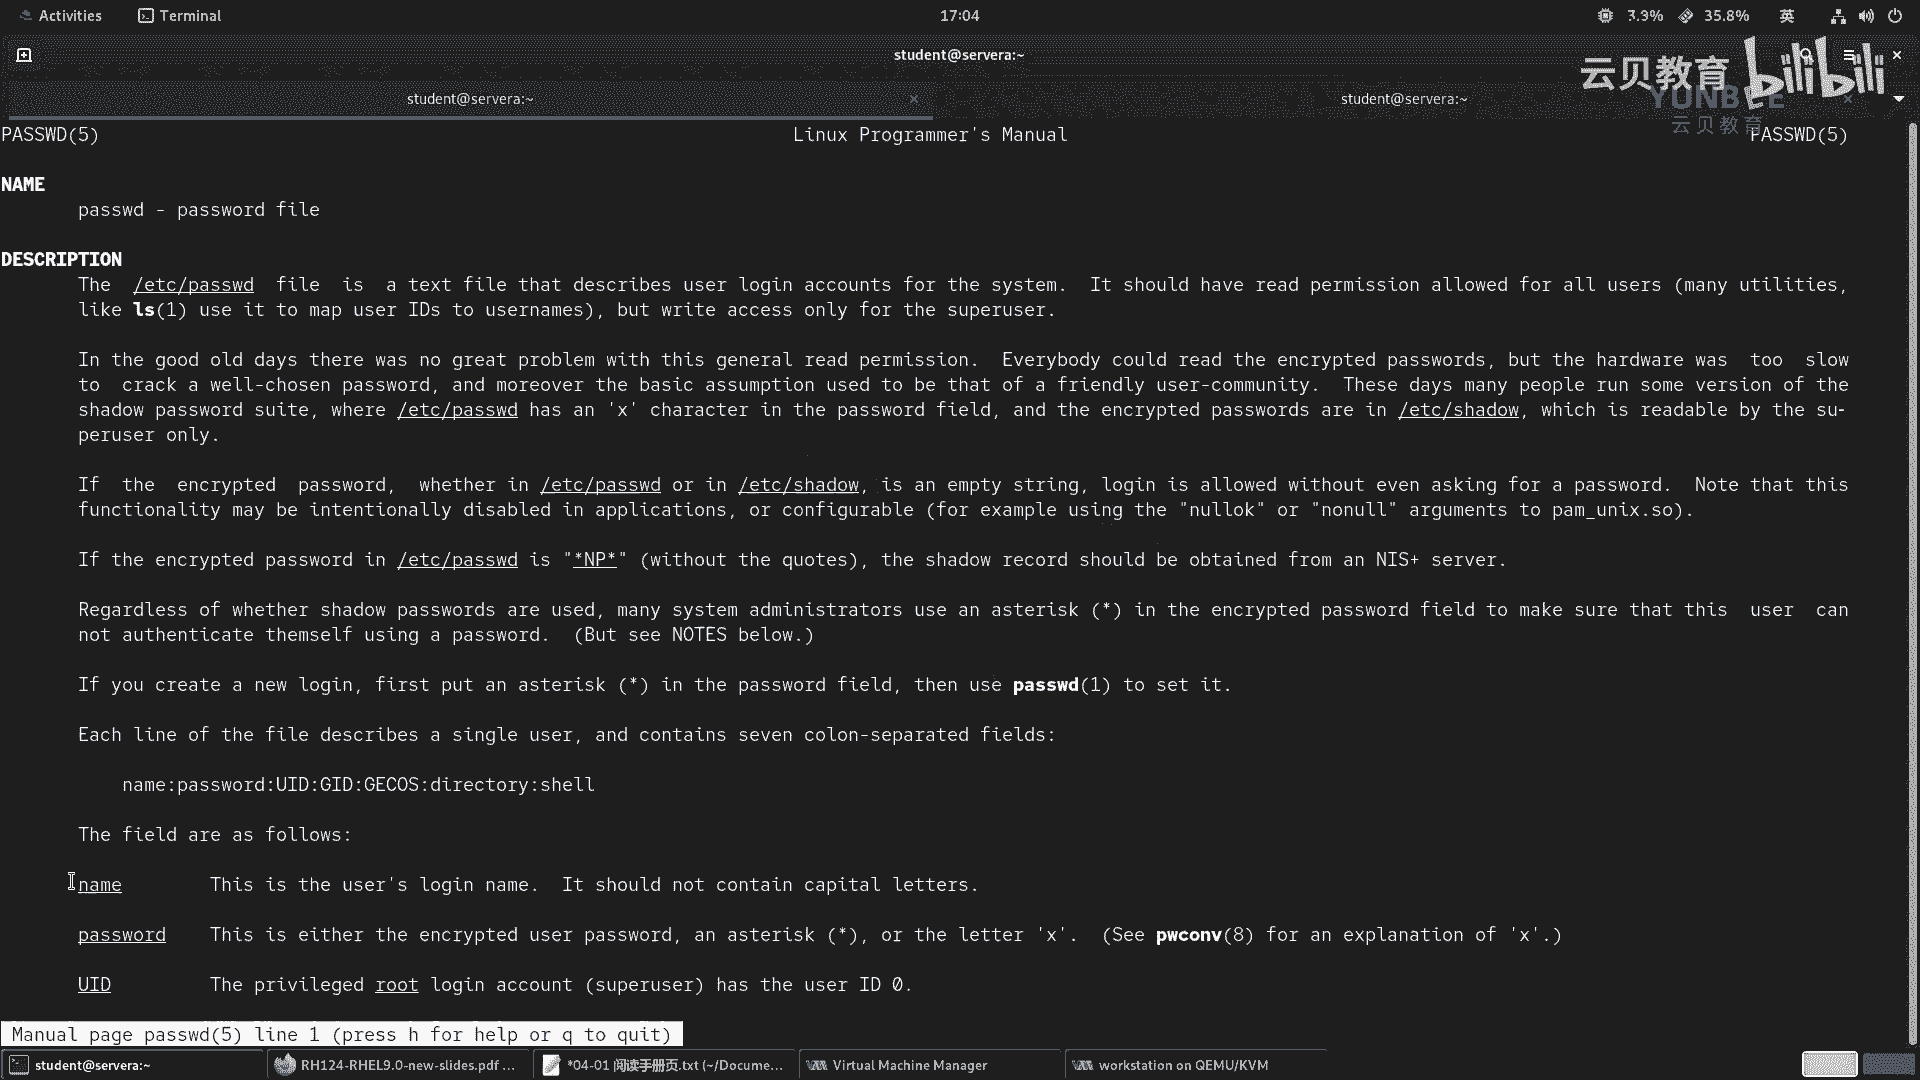 Activities
Terminal
17:04
3.9%
35.8%
英
student@servera:~
云贝教育
bilibili
YUNBEE
云贝教育
student@servera:~
student@servera:~
PASSWD(5) Linux Programmer's Manual PASSWD(5)
NAME
passwd - password file
DESCRIPTION
The /etc/passwd file is a text file that describes user login accounts for the system. It should have read permission allowed for all users (many utilities,
like ls(1) use it to map user IDs to usernames), but write access only for the superuser.
In the good old days there was no great problem with this general read permission. Everybody could read the encrypted passwords, but the hardware was too slow
to crack a well-chosen password, and moreover the basic assumption used to be that of a friendly user-community. These days many people run some version of the
shadow password suite, where /etc/passwd has an 'x' character in the password field, and the encrypted passwords are in /etc/shadow, which is readable by the su-
peruser only.
If the encrypted password, whether in /etc/passwd or in /etc/shadow, is an empty string, login is allowed without even asking for a password. Note that this
functionality may be intentionally disabled in applications, or configurable (for example using the "nullok" or "nonull" arguments to pam_unix.so).
If the encrypted password in /etc/passwd is "*NP*" (without the quotes), the shadow record should be obtained from an NIS+ server.
Regardless of whether shadow passwords are used, many system administrators use an asterisk (*) in the encrypted password field to make sure that this user can
not authenticate themself using a password. (But see NOTES below.)
If you create a new login, first put an asterisk (*) in the password field, then use passwd(1) to set it.
Each line of the file describes a single user, and contains seven colon-separated fields:
name:password:UID:GID:GECOS:directory:shell
The field are as follows:
name This is the user's login name. It should not contain capital letters.
password This is either the encrypted user password, an asterisk (*), or the letter 'x'. (See pwconv(8) for an explanation of 'x'.)
UID The privileged root login account (superuser) has the user ID 0.
Manual page passwd(5) line 1 (press h for help or q to quit)
student@servera:~
RH124-RHEL9.0-new-slides.pdf ...
*04-01 阅读手册页.txt (~/Docume...
Virtual Machine Manager
workstation on QEMU/KVM